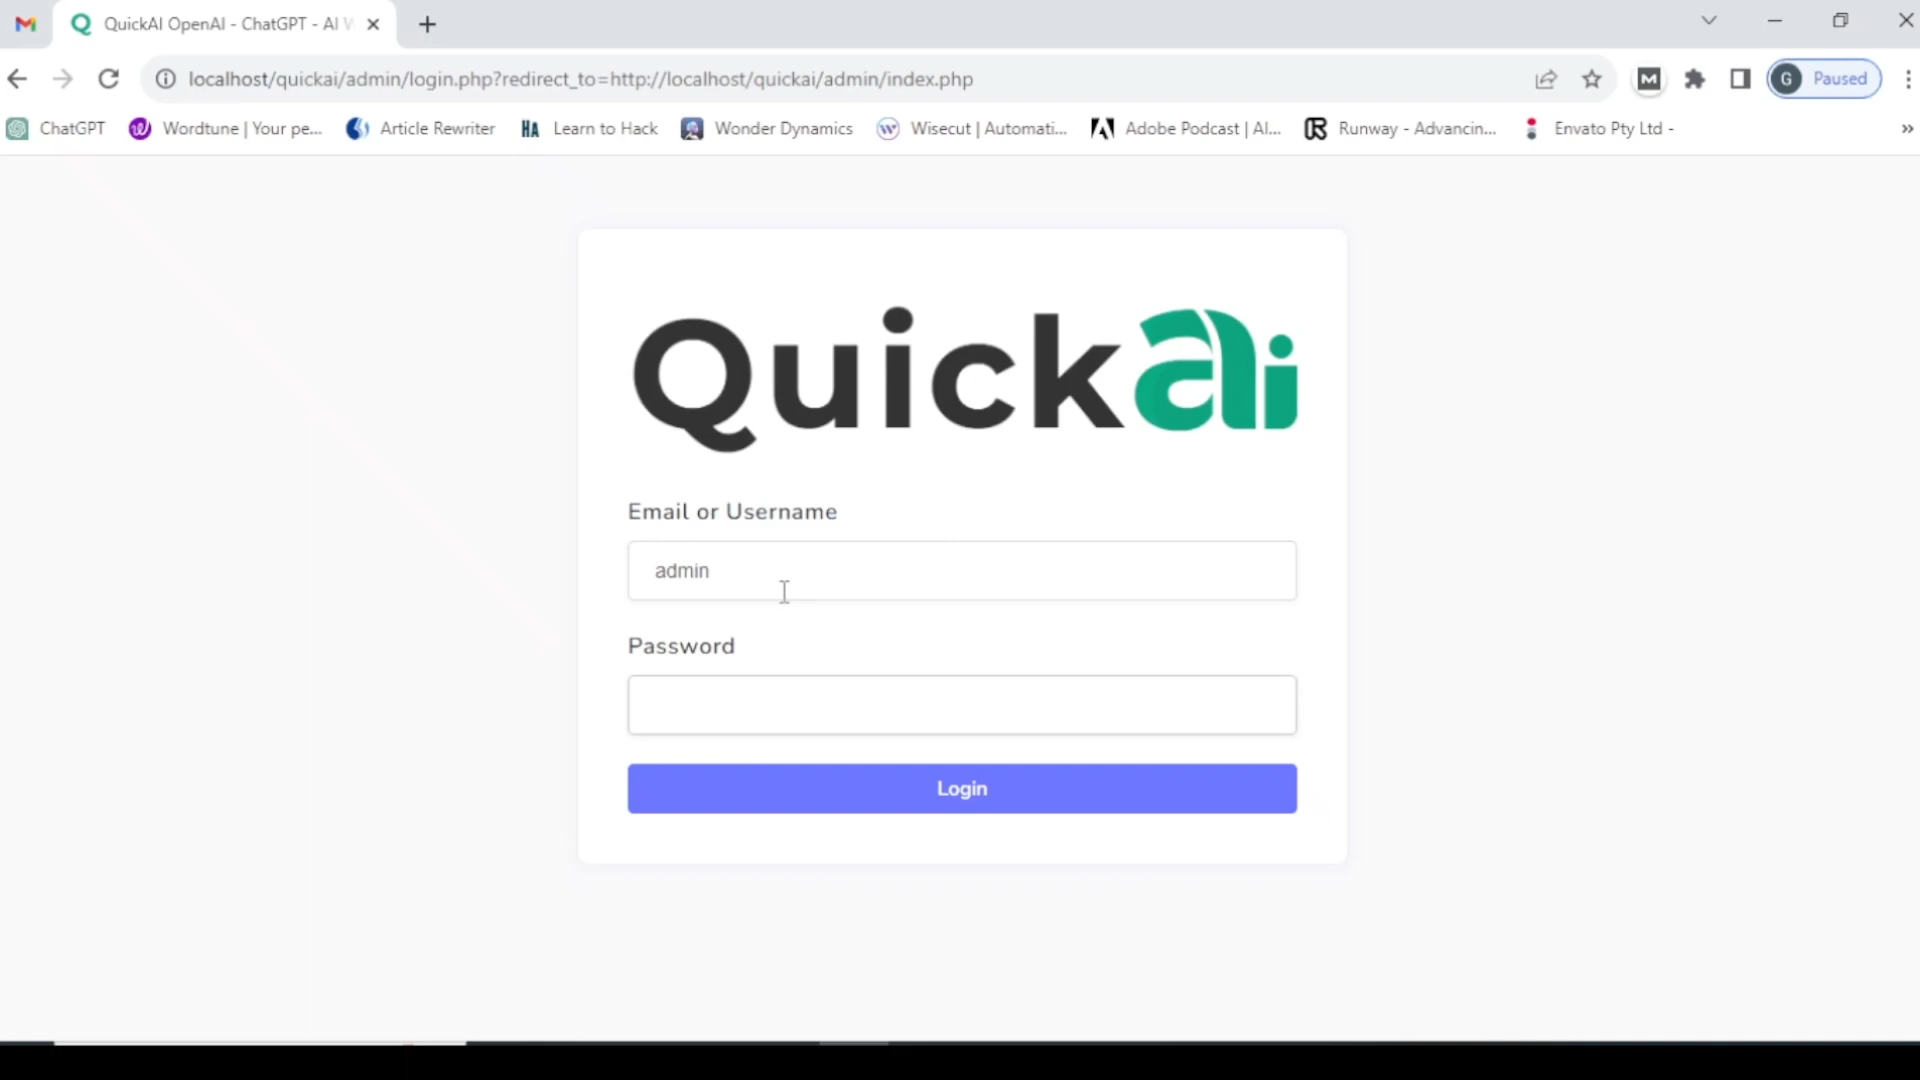 QuickAI OpenAI - ChatGPT - AI
localhost/quickai/admin/login.php?redirect_to=http://localhost/quickai/admin/index.php
G Paused
ChatGPT Wordtune | Your pe... Article Rewriter HA Learn to Hack Wonder Dynamics Wisecut | Automati... Adobe Podcast | AI... Runway - Advancin... Envato Pty Ltd -
Quickai
Email or Username
admin
Password
Login